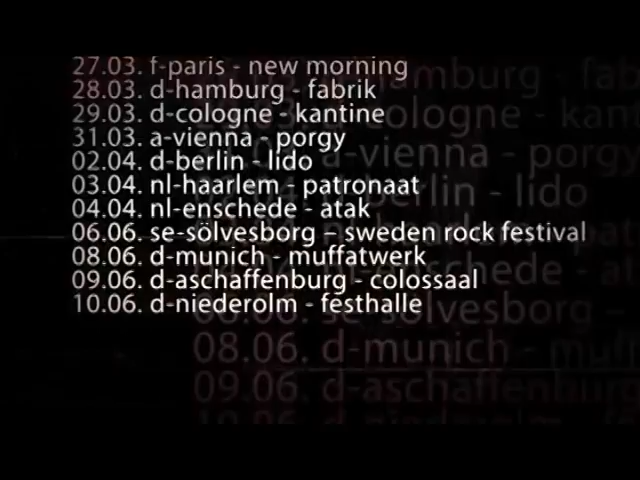 27.03. f-paris - new morning
28.03. d-hamburg - fabrik
29.03. d-cologne - kantine
31.03. a-vienna - porgy
02.04. d-berlin - lido
03.04. nl-haarlem - patronaat
04.04. nl-enschede - atak
06.06. se-sölvesborg – sweden rock festival
08.06. d-munich - muffatwerk
09.06. d-aschaffenburg - colossaal
10.06. d-niederolm - festhalle